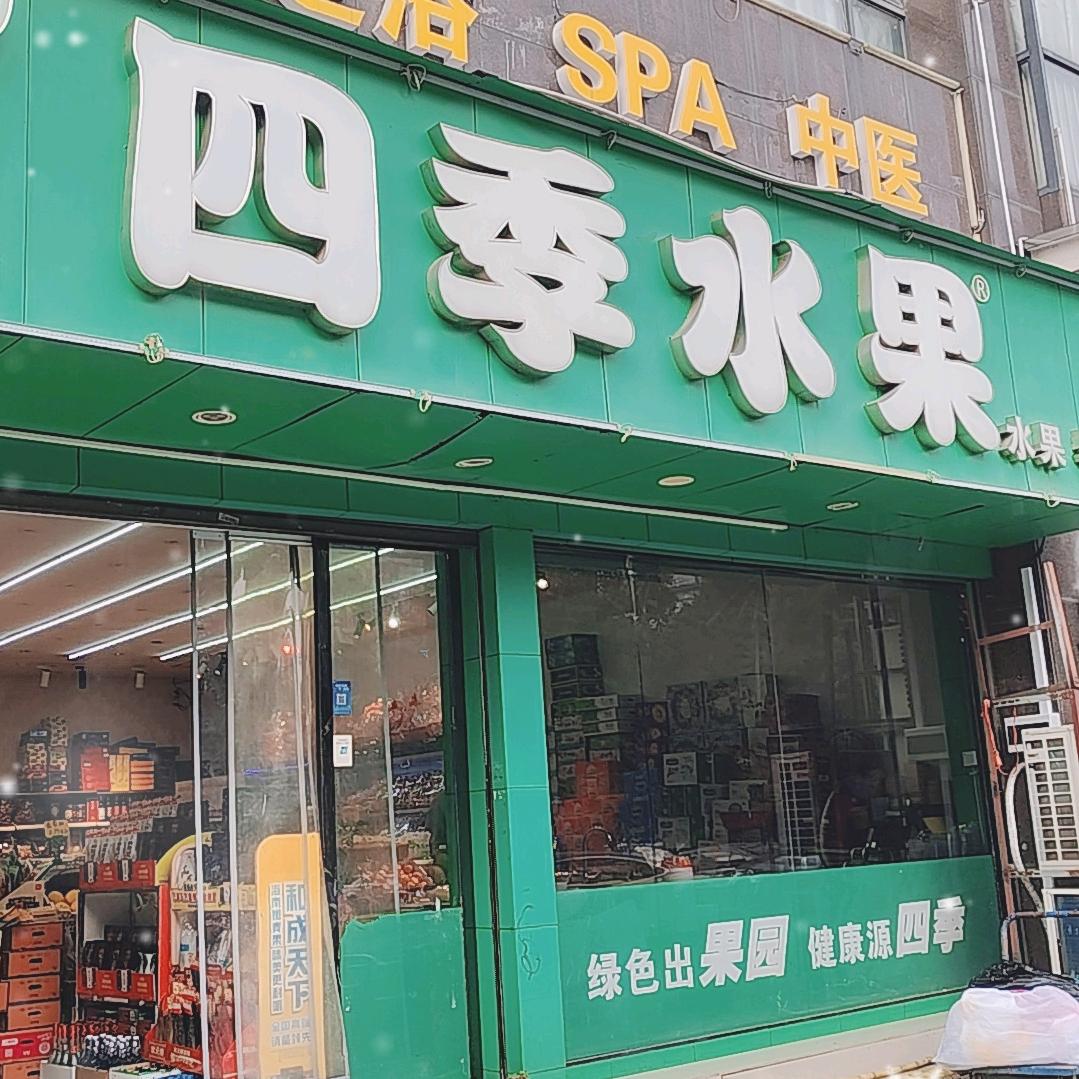 浴 SPA 中医
四季水果®
水果
和成天下
绿色出果园 健康源四季